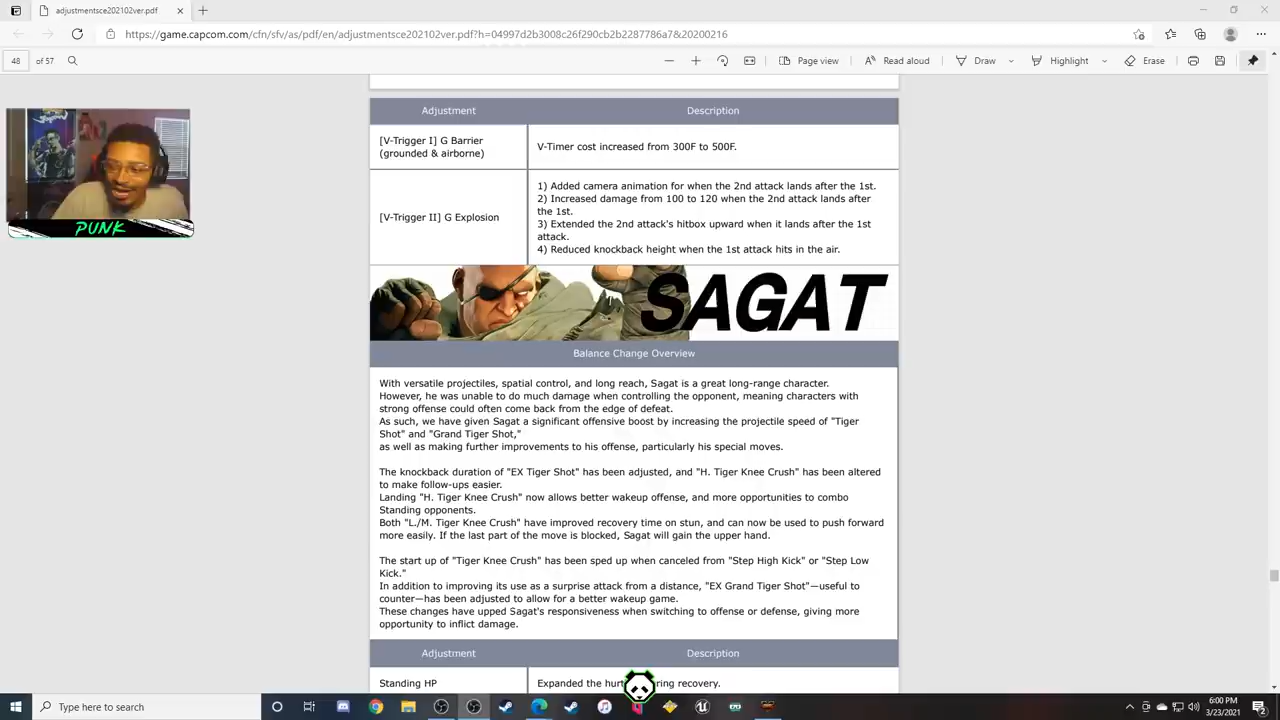 adjustmentsce202102ver.pdf
https://game.capcom.com/cfn/sfv/as/pdf/en/adjustmentsce202102ver.pdf?h=04997d2b3008c26f290cb2b2287786a7&20200216
48 of 57
Page view
Read aloud
Draw
Highlight
Erase
Adjustment Description
[V-Trigger I] G Barrier
(grounded & airborne)
V-Timer cost increased from 300F to 500F.
[V-Trigger II] G Explosion
1) Added camera animation for when the 2nd attack lands after the 1st.
2) Increased damage from 100 to 120 when the 2nd attack lands after
the 1st.
3) Extended the 2nd attack's hitbox upward when it lands after the 1st
attack.
4) Reduced knockback height when the 1st attack hits in the air.
PUNK
SAGAT
Balance Change Overview
With versatile projectiles, spatial control, and long reach, Sagat is a great long-range character.
However, he was unable to do much damage when controlling the opponent, meaning characters with
strong offense could often come back from the edge of defeat.
As such, we have given Sagat a significant offensive boost by increasing the projectile speed of "Tiger
Shot" and "Grand Tiger Shot,"
as well as making further improvements to his offense, particularly his special moves.
The knockback duration of "EX Tiger Shot" has been adjusted, and "H. Tiger Knee Crush" has been altered
to make follow-ups easier.
Landing "H. Tiger Knee Crush" now allows better wakeup offense, and more opportunities to combo
Standing opponents.
Both "L./M. Tiger Knee Crush" have improved recovery time on stun, and can now be used to push forward
more easily. If the last part of the move is blocked, Sagat will gain the upper hand.
The start up of "Tiger Knee Crush" has been sped up when canceled from "Step High Kick" or "Step Low
Kick."
In addition to improving its use as a surprise attack from a distance, "EX Grand Tiger Shot"—useful to
counter—has been adjusted to allow for a better wakeup game.
These changes have upped Sagat's responsiveness when switching to offense or defense, giving more
opportunity to inflict damage.
Adjustment Description
Standing HP
Expanded the recovery.
Type here to search
6:00 PM
3/23/2021